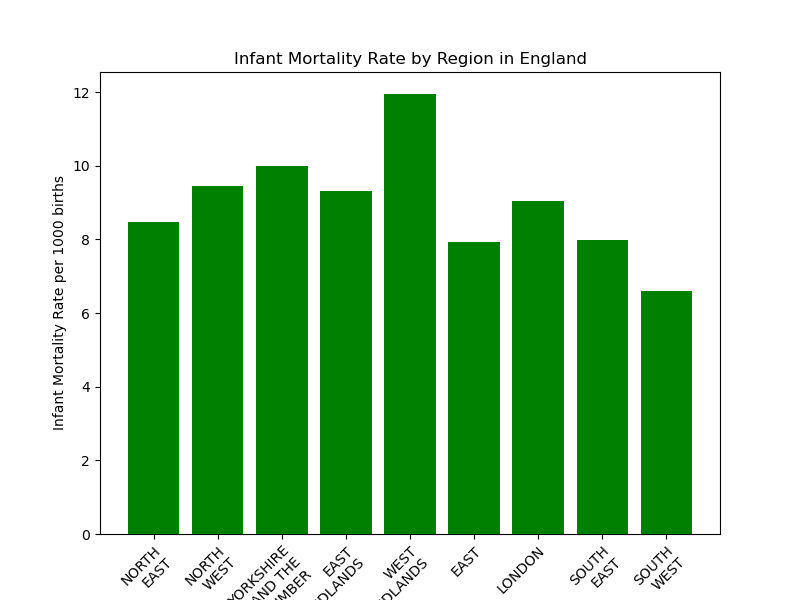 Infant Mortality Rate by Region in England
Infant Mortality Rate per 1000 births
12
10
8
6
4
2
0
NORTH
EAST
NORTH
WEST
YORKSHIRE
AND THE
EAST
WEST
EAST
LONDON
SOUTH
EAST
SOUTH
WEST